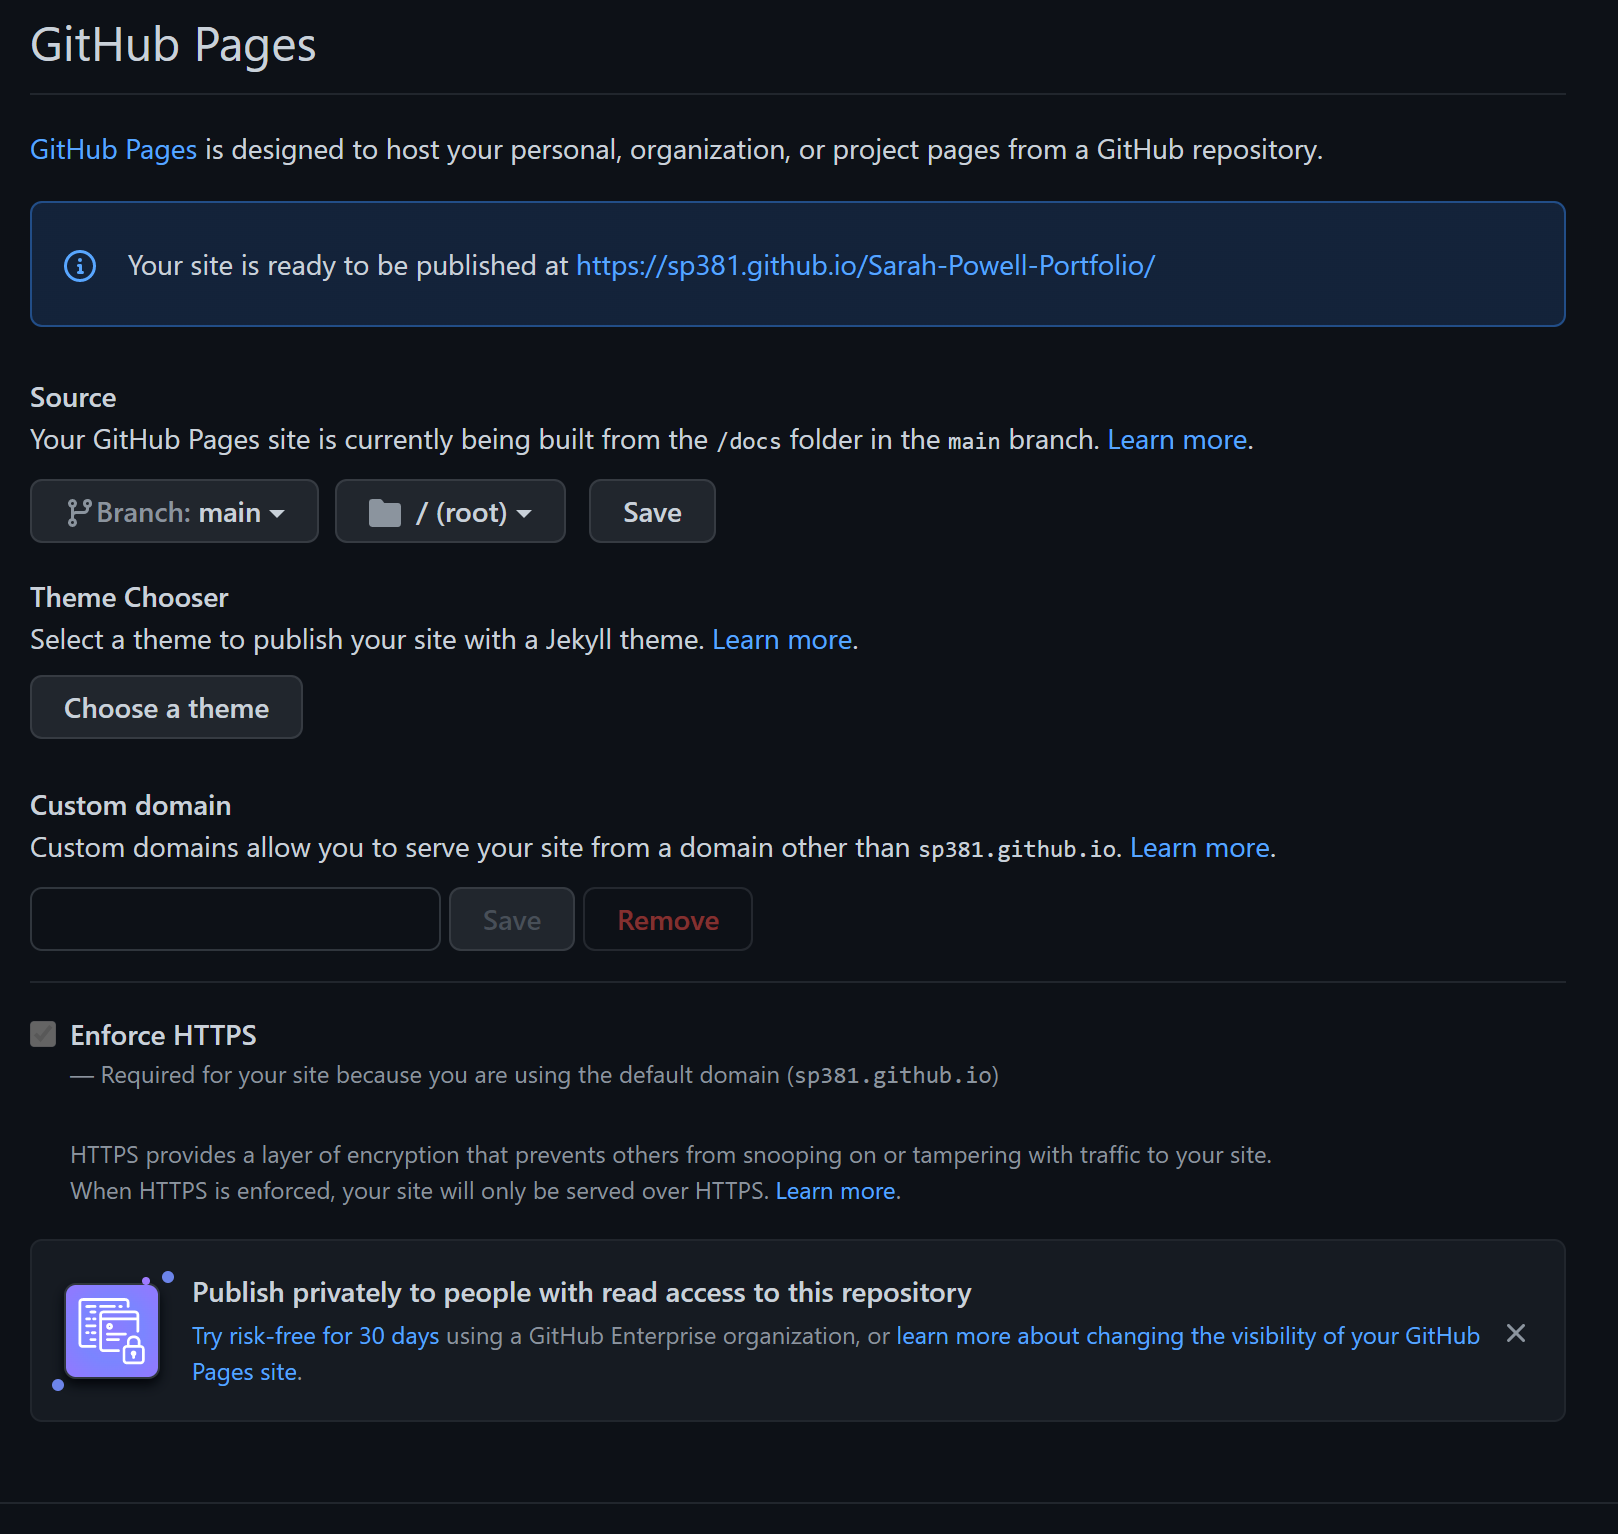 GitHub Pages
GitHub Pages is designed to host your personal, organization, or project pages from a GitHub repository.
Your site is ready to be published at https://sp381.github.io/Sarah-Powell-Portfolio/
Source
Your GitHub Pages site is currently being built from the /docs folder in the main branch. Learn more.
Branch: main
/ (root)
Save
Theme Chooser
Select a theme to publish your site with a Jekyll theme. Learn more.
Choose a theme
Custom domain
Custom domains allow you to serve your site from a domain other than sp381.github.io. Learn more.
Save
Remove
Enforce HTTPS
— Required for your site because you are using the default domain (sp381.github.io)
HTTPS provides a layer of encryption that prevents others from snooping on or tampering with traffic to your site.
When HTTPS is enforced, your site will only be served over HTTPS. Learn more.
Publish privately to people with read access to this repository
Try risk-free for 30 days using a GitHub Enterprise organization, or learn more about changing the visibility of your GitHub
Pages site.